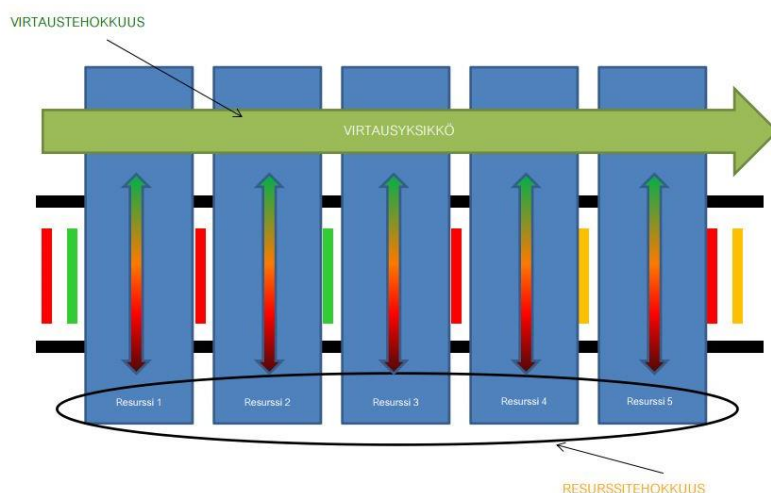 VIRTAUSTEHOKKUUS
VIRTAUSYKSIKKÖ
Resurssi 1
Resurssi 2
Resurssi 3
Resurssi 4
Resurssi 5
RESURSSITEHOKKUUS